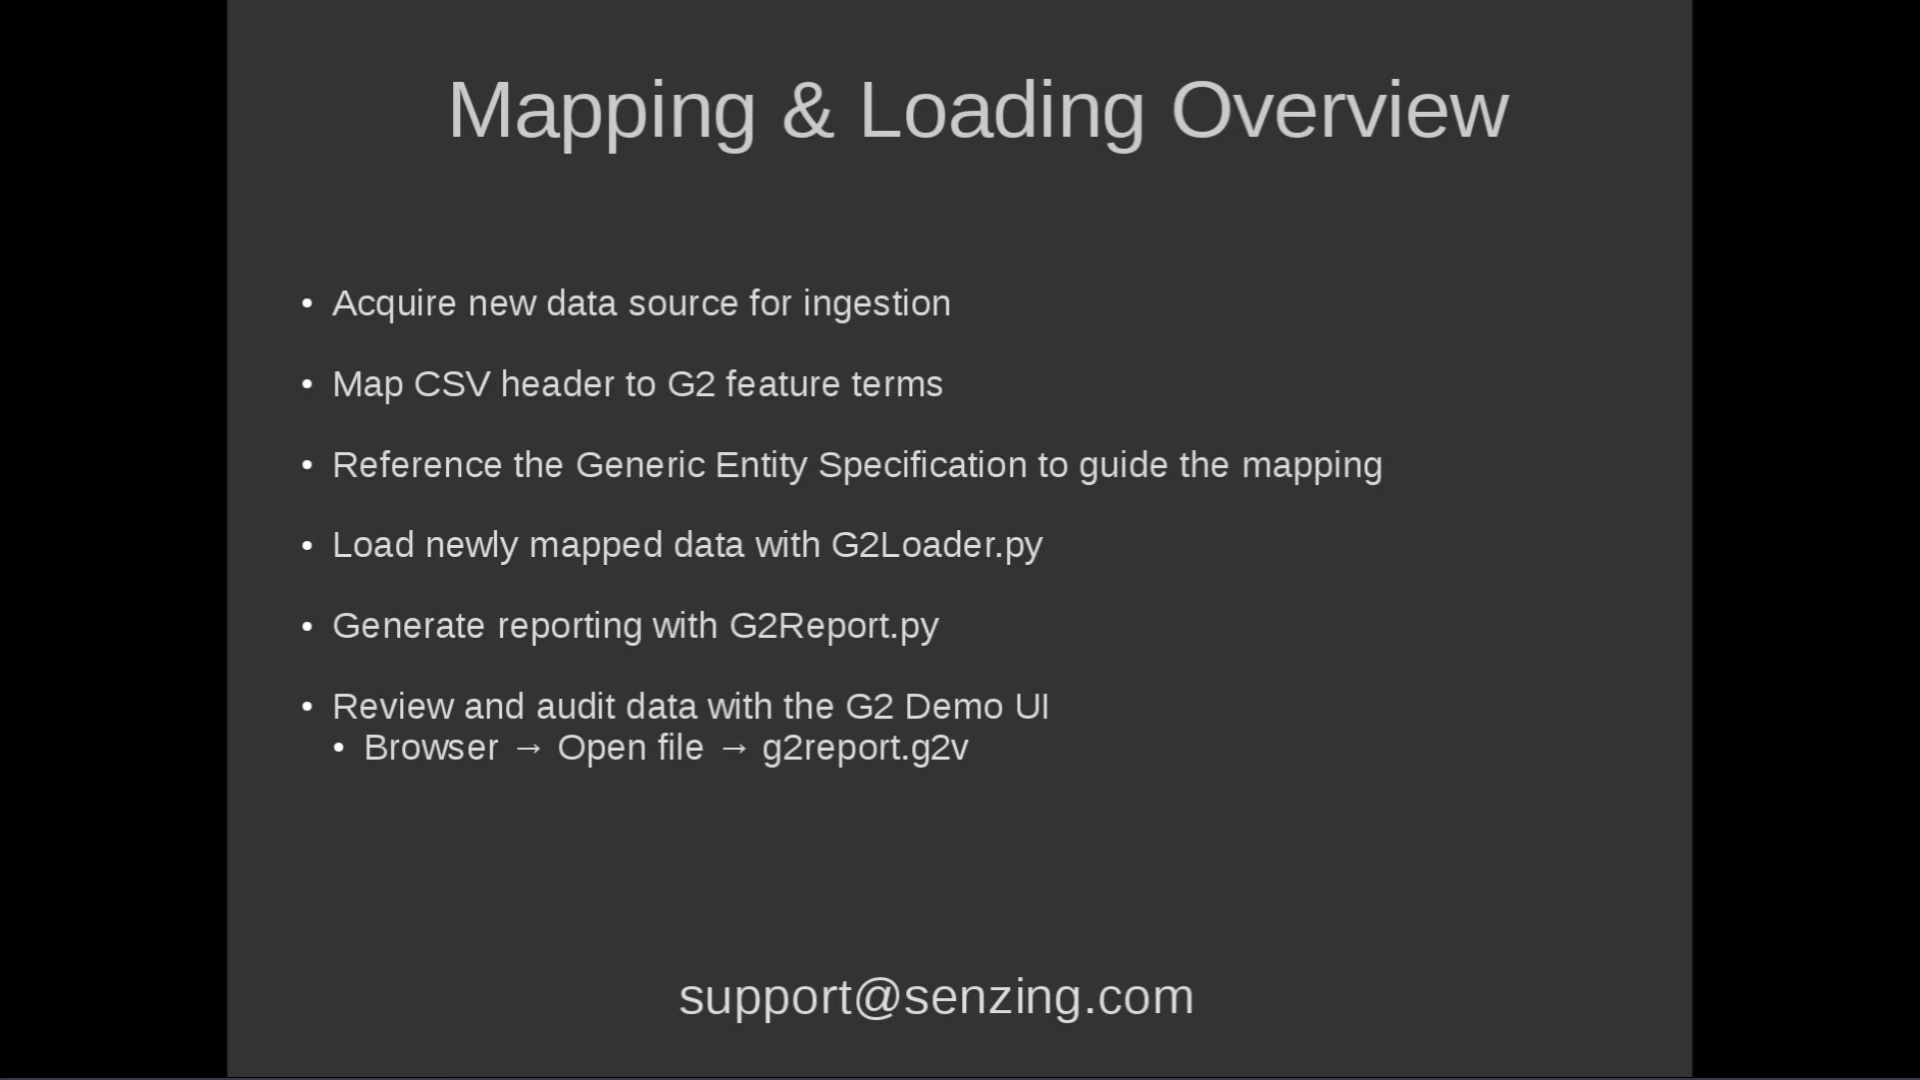 Mapping & Loading Overview
• Acquire new data source for ingestion
• Map CSV header to G2 feature terms
• Reference the Generic Entity Specification to guide the mapping
• Load newly mapped data with G2Loader.py
• Generate reporting with G2Report.py
• Review and audit data with the G2 Demo UI
• Browser → Open file → g2report.g2v
support@senzing.com